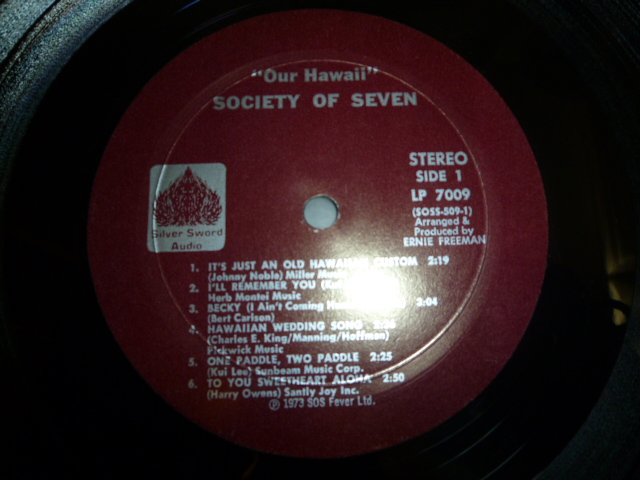 "Our Hawaii"
SOCIETY OF SEVEN
STEREO
SIDE 1
LP 7009
(SOSS-509-1)
Arranged &
Produced by
ERNIE FREEMAN
Silver Sword
Audio
1. IT'S JUST AN OLD HAWAIIAN CUSTOM 2:19
(Johnny Noble) Miller Music
2. I'LL REMEMBER YOU
Herb Montei Music
3. BECKY (I Ain't Coming 2:04
(Bert Carlson)
4. HAWAIIAN WEDDING SONG
(Charles E. King/Manning/Hoffman)
Pickwick Music
5. ONE PADDLE, TWO PADDLE 2:25
(Kui Lee) Sunbeam Music Corp.
6. TO YOU SWEETHEART ALOHA 2:50
(Harry Owens) Santly Joy Inc.
℗ 1973 SOS Fever Ltd.